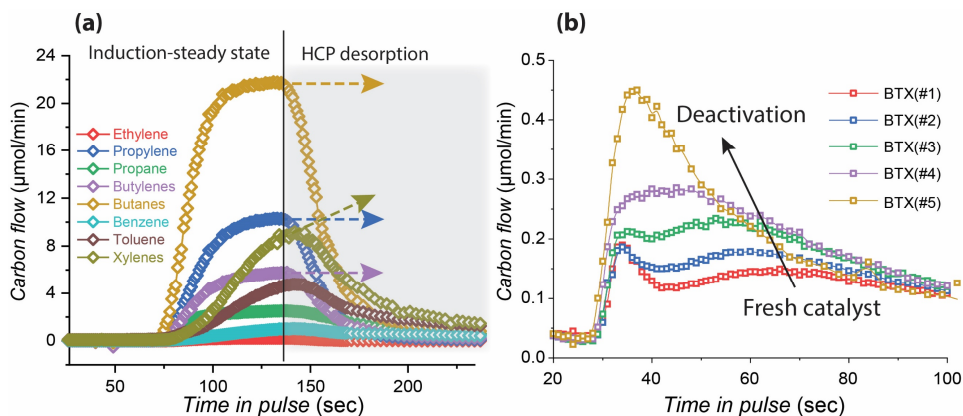 (a)
Induction-steady state
HCP desorption
Carbon flow (μmol/min)
24
20
16
12
8
4
0
Ethylene
Propylene
Propane
Butylenes
Butanes
Benzene
Toluene
Xylenes
50
100
150
200
Time in pulse (sec)
(b)
Carbon flow (μmol/min)
0.5
0.4
0.3
0.2
0.1
0.0
Deactivation
Fresh catalyst
BTX(#1)
BTX(#2)
BTX(#3)
BTX(#4)
BTX(#5)
20
40
60
80
100
Time in pulse (sec)